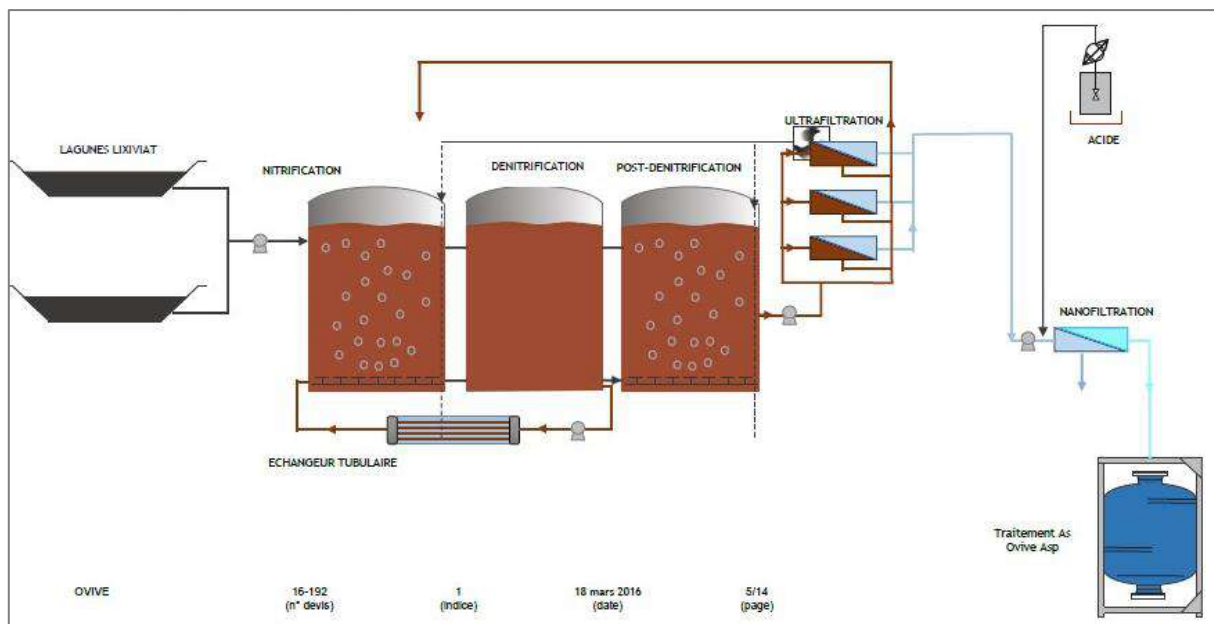 ULTRAFILTRATION
ACIDE
LAGUNES LIXIVIAT
NITRIFICATION
DENITRIFICATION
POST-DENITRIFICATION
NANOFILTRATION
ECHANGEUR TUBULAIRE
Traitement As
Ovive Asp
OVIVE
16-192
(n° devis)
1
(indice)
18 mars 2016
(date)
5/14
(page)